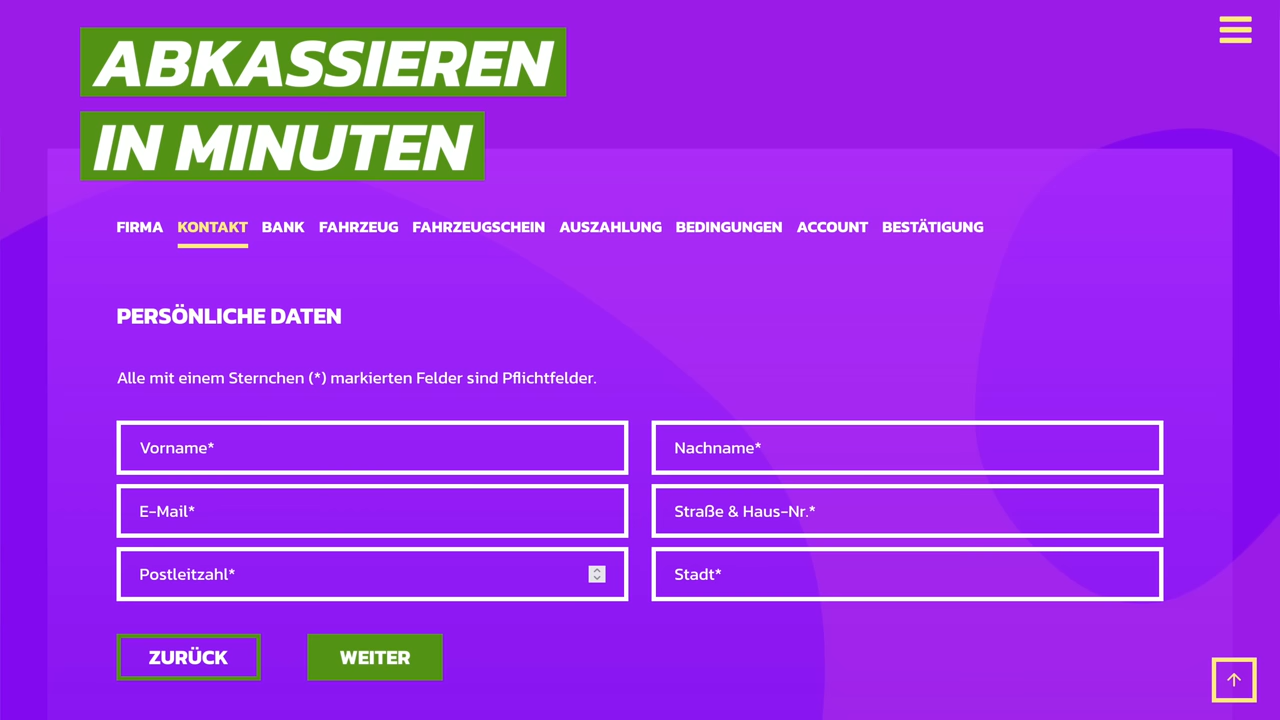 ABKASSIEREN
IN MINUTEN
FIRMA KONTAKT BANK FAHRZEUG FAHRZEUGSCHEIN AUSZAHLUNG BEDINGUNGEN ACCOUNT BESTÄTIGUNG
PERSÖNLICHE DATEN
Alle mit einem Sternchen (*) markierten Felder sind Pflichtfelder.
Vorname* Nachname*
E-Mail* Straße & Haus-Nr.*
Postleitzahl* Stadt*
ZURÜCK WEITER